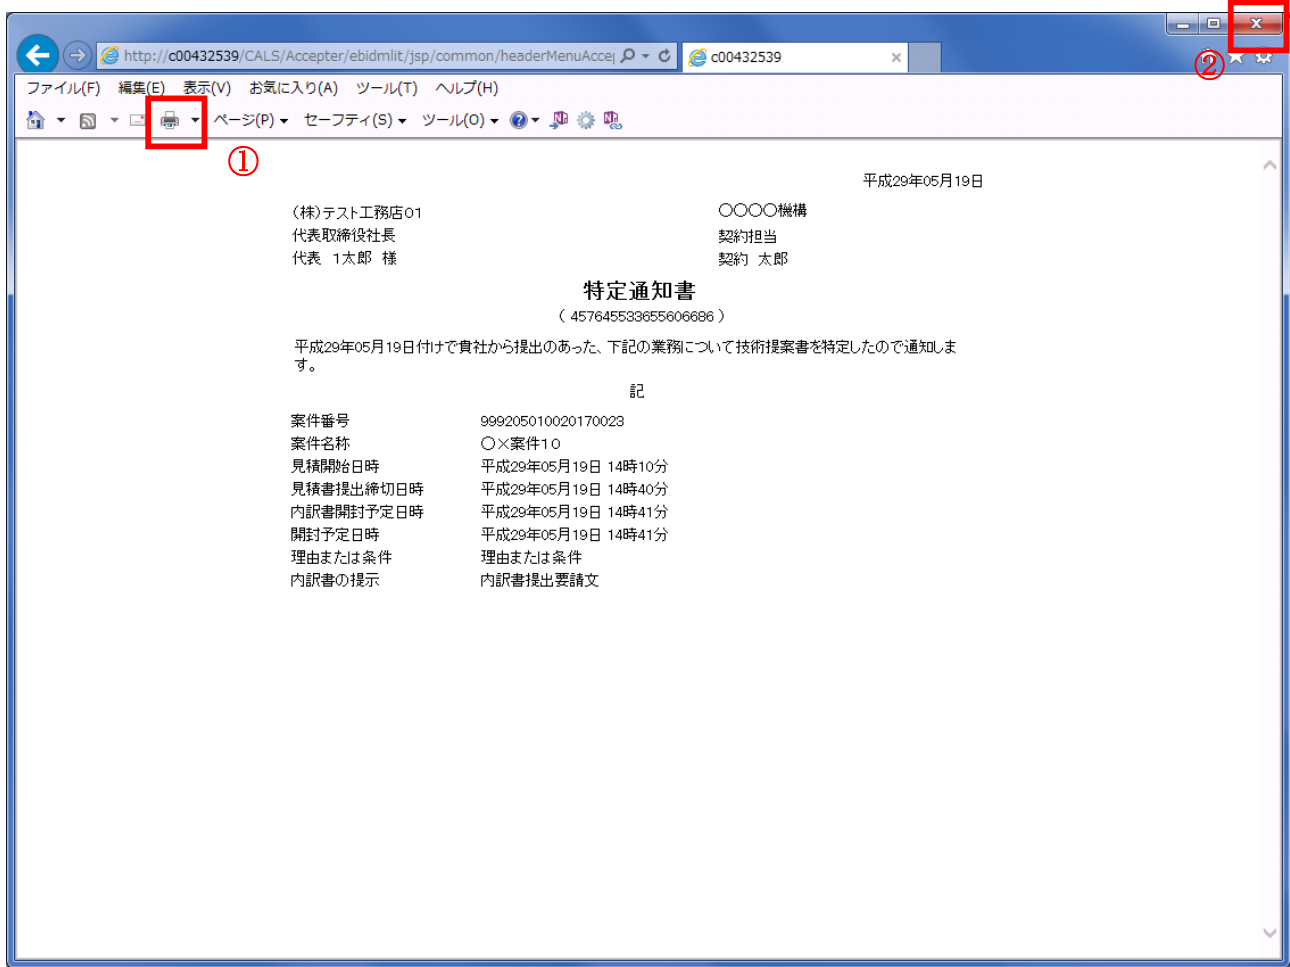 ②
http://c00432539/CALS/Accepter/ebidmlit/jsp/common/headerMenuAccep
c00432539
ファイル(F) 編集(E) 表示(V) お気に入り(A) ツール(T) ヘルプ(H)
ページ(P) セーフティ(S) ツール(O)
①
平成29年05月19日
(株)テスト工務店01
代表取締役社長
代表 1太郎 様
〇〇〇〇機構
契約担当
契約 太郎
特定通知書
( 457645533655606686 )
平成29年05月19日付けで貴社から提出のあった、下記の業務について技術提案書を特定したので通知しま
す。
記
案件番号 999205010020170023
案件名称 〇×案件10
見積開始日時 平成29年05月19日 14時10分
見積書提出締切日時 平成29年05月19日 14時40分
内訳書開封予定日時 平成29年05月19日 14時41分
開封予定日時 平成29年05月19日 14時41分
理由または条件 理由または条件
内訳書の提示 内訳書提出要請文